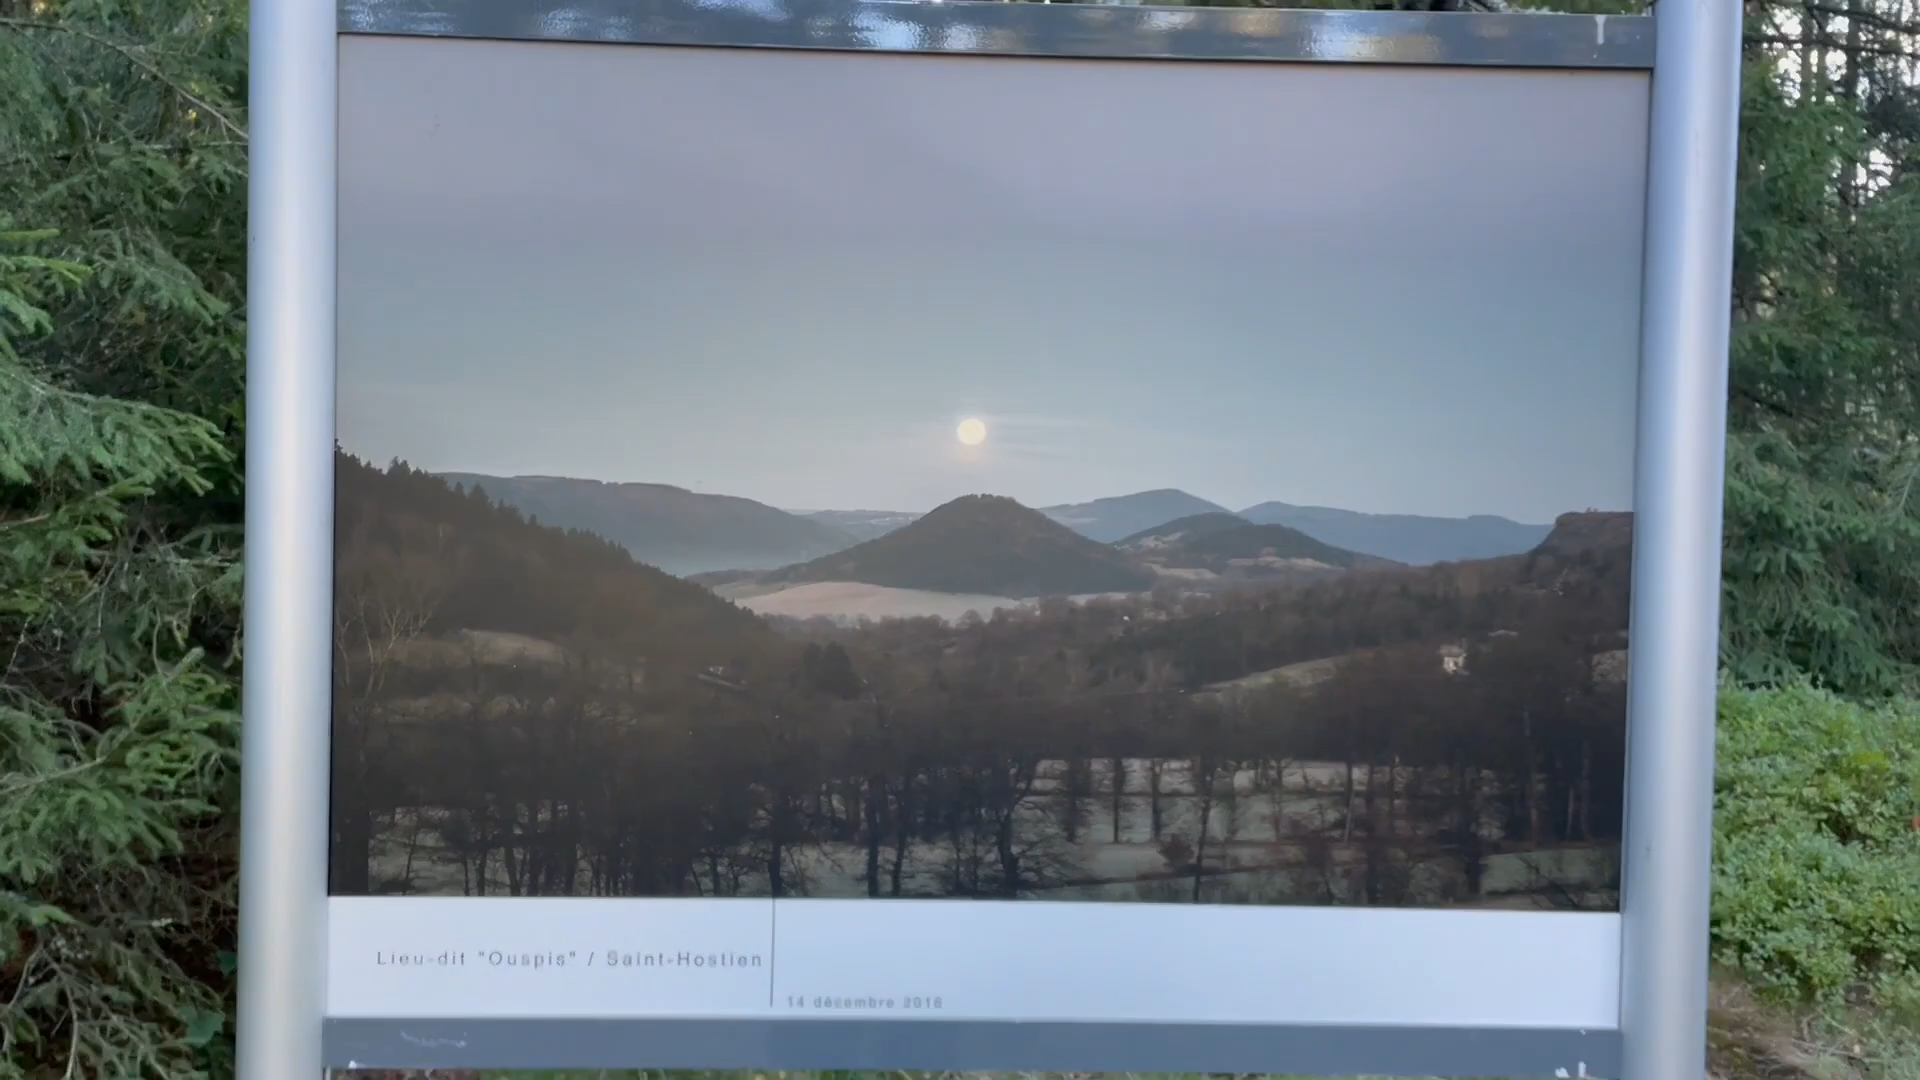 Lieu-dit "Ouspis" / Saint-Hostien
14 décembre 2016